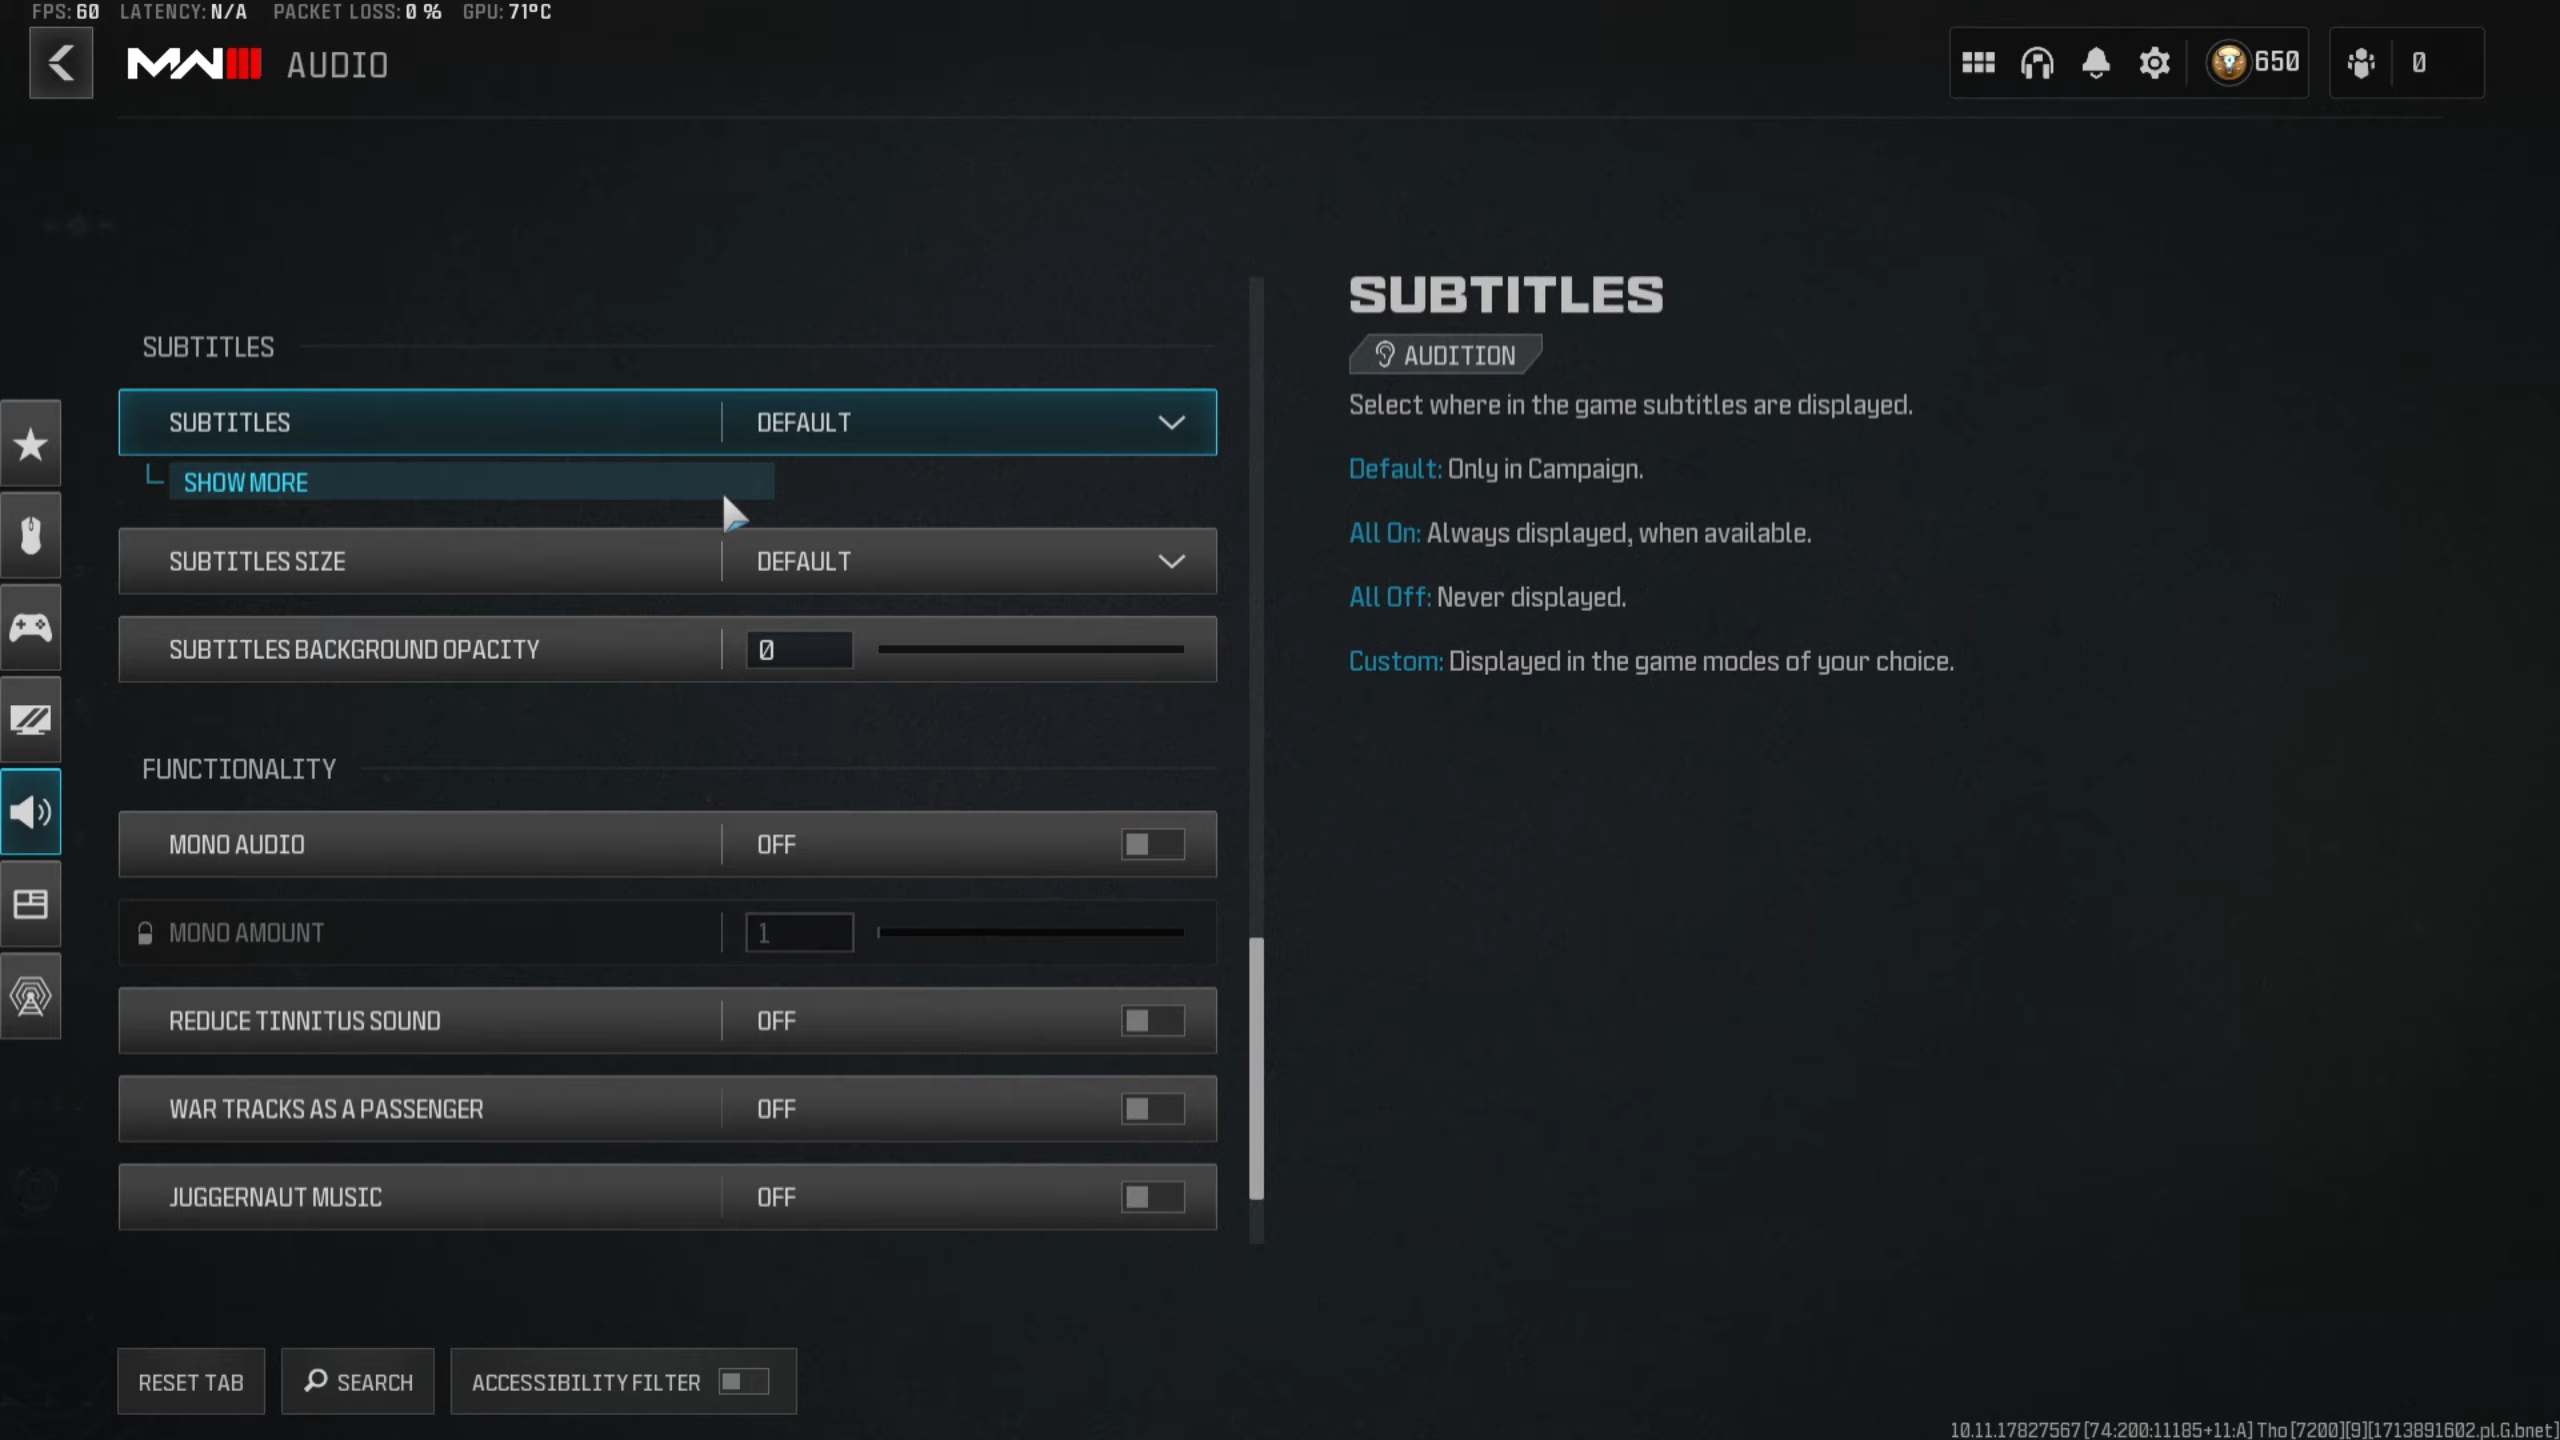 FPS: 60 LATENCY: N/A PACKET LOSS: 0 % GPU: 71°C
MWIII AUDIO
650
0
SUBTITLES
SUBTITLES DEFAULT
SHOW MORE
SUBTITLES SIZE DEFAULT
SUBTITLES BACKGROUND OPACITY 0
FUNCTIONALITY
MONO AUDIO OFF
MONO AMOUNT 1
REDUCE TINNITUS SOUND OFF
WAR TRACKS AS A PASSENGER OFF
JUGGERNAUT MUSIC OFF
SUBTITLES
AUDITION
Select where in the game subtitles are displayed.
Default: Only in Campaign.
All On: Always displayed, when available.
All Off: Never displayed.
Custom: Displayed in the game modes of your choice.
RESET TAB SEARCH ACCESSIBILITY FILTER
10.11.17827567 [74:200:11185+11:A] Tho [7200][9][1713891602.pl.G.bnet]